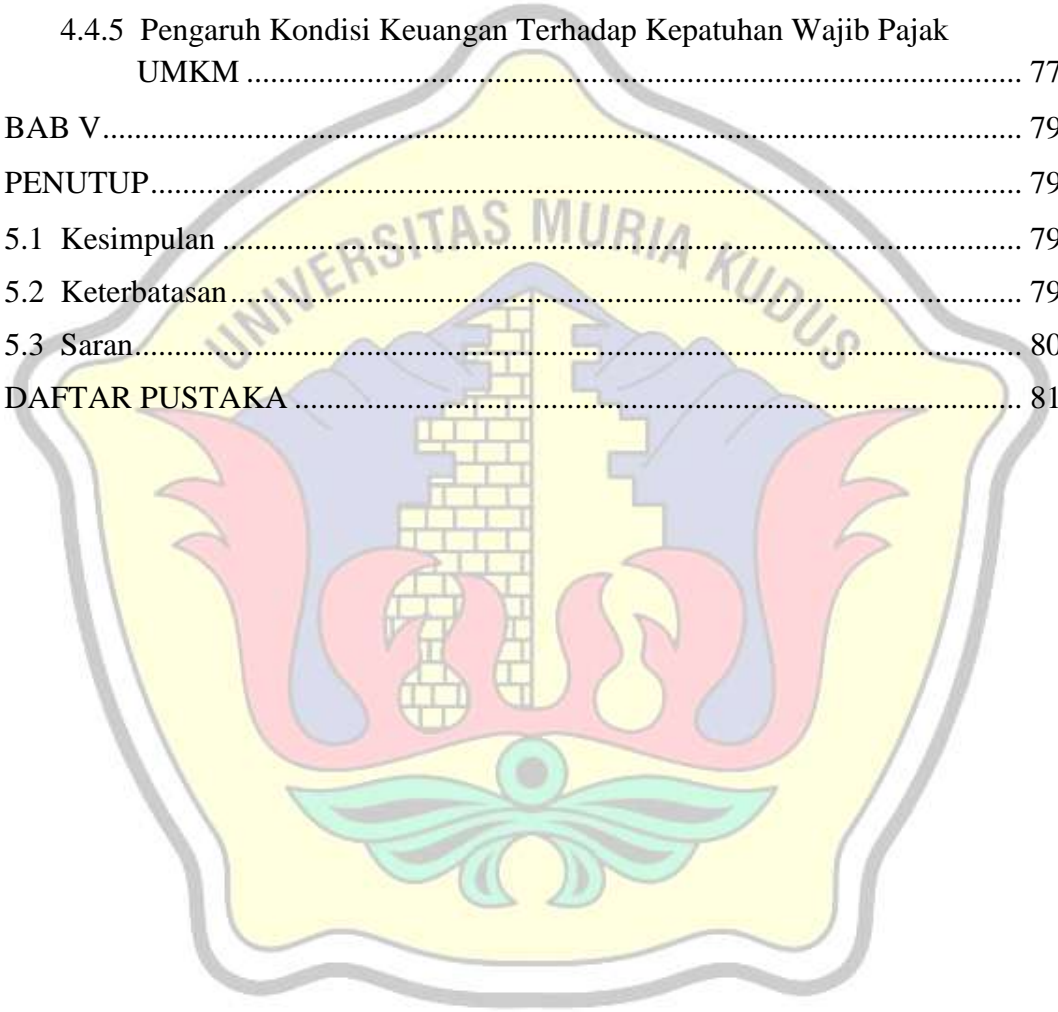 4.4.5 Pengaruh Kondisi Keuangan Terhadap Kepatuhan Wajib Pajak
UMKM ........................................................................................ 77
BAB V........................................................................................................ 79
PENUTUP................................................................................................... 79
5.1 Kesimpulan ........................................................................................... 79
5.2 Keterbatasan.......................................................................................... 79
5.3 Saran..................................................................................................... 80
DAFTAR PUSTAKA ................................................................................... 81
UNIVERSITAS MURIA KUDUS